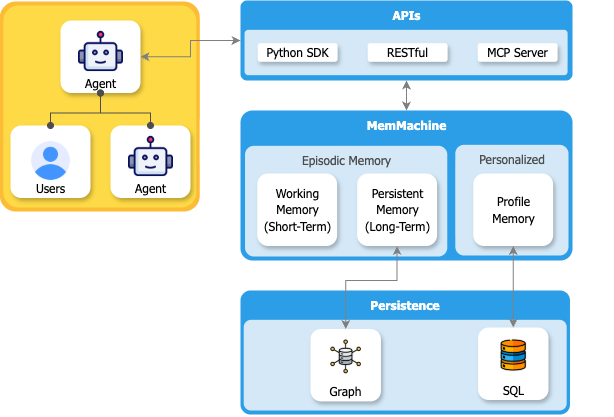 Agent
Users
Agent
APIs
Python SDK
RESTful
MCP Server
MemMachine
Episodic Memory
Working
Memory
(Short-Term)
Persistent
Memory
(Long-Term)
Personalized
Profile
Memory
Persistence
Graph
SQL